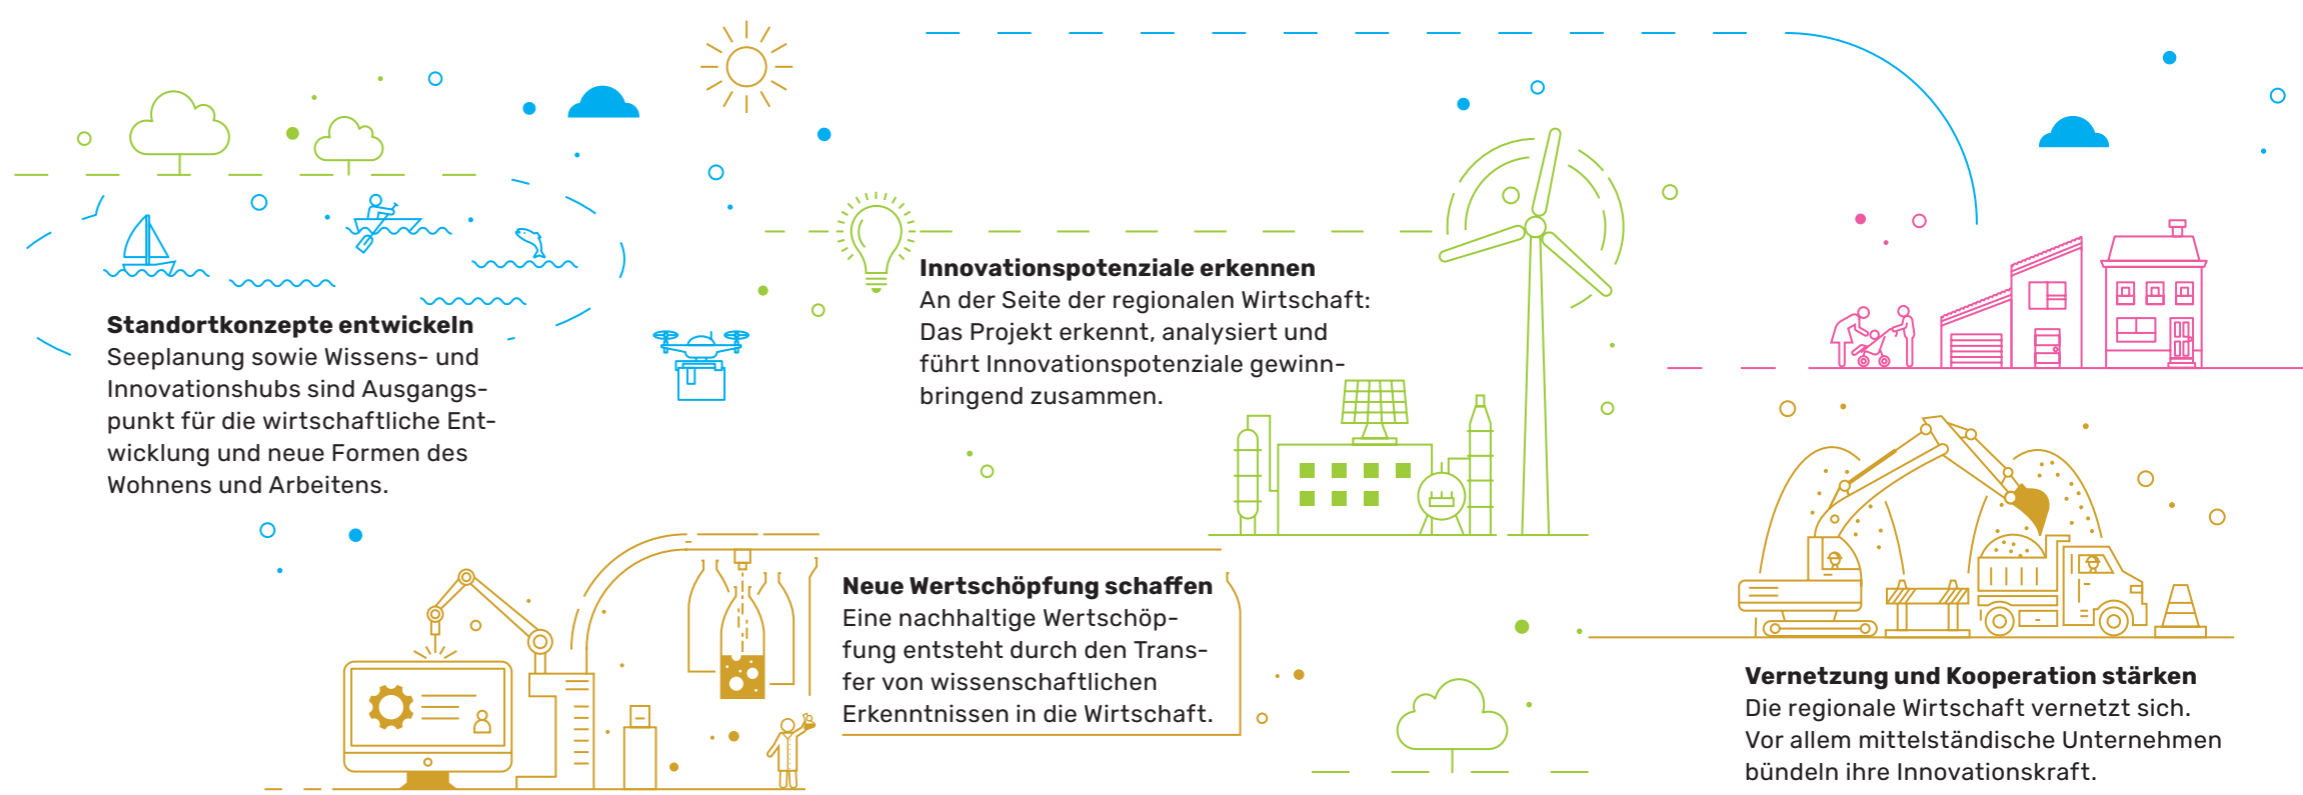 Standortkonzepte entwickeln
Seeplanung sowie Wissens- und
Innovationshubs sind Ausgangs-
punkt für die wirtschaftliche Ent-
wicklung und neue Formen des
Wohnens und Arbeitens.
Innovationspotenziale erkennen
An der Seite der regionalen Wirtschaft:
Das Projekt erkennt, analysiert und
führt Innovationspotenziale gewinn-
bringend zusammen.
Neue Wertschöpfung schaffen
Eine nachhaltige Wertschöp-
fung entsteht durch den Trans-
fer von wissenschaftlichen
Erkenntnissen in die Wirtschaft.
Vernetzung und Kooperation stärken
Die regionale Wirtschaft vernetzt sich.
Vor allem mittelständische Unternehmen
bündeln ihre Innovationskraft.